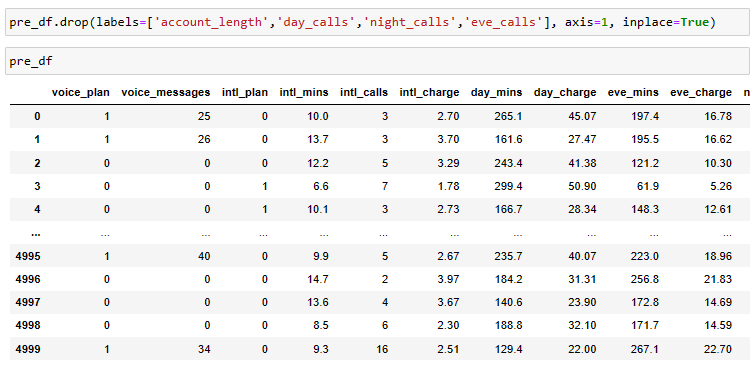 pre_df.drop(labels=['account_length','day_calls','night_calls','eve_calls'], axis=1, inplace=True)
pre_df
voice_plan voice_messages intl_plan intl_mins intl_calls intl_charge day_mins day_charge eve_mins eve_charge n
0 1 25 0 10.0 3 2.70 265.1 45.07 197.4 16.78
1 1 26 0 13.7 3 3.70 161.6 27.47 195.5 16.62
2 0 0 0 12.2 5 3.29 243.4 41.38 121.2 10.30
3 0 0 1 6.6 7 1.78 299.4 50.90 61.9 5.26
4 0 0 1 10.1 3 2.73 166.7 28.34 148.3 12.61
... ... ... ... ... ... ... ... ... ... ...
4995 1 40 0 9.9 5 2.67 235.7 40.07 223.0 18.96
4996 0 0 0 14.7 2 3.97 184.2 31.31 256.8 21.83
4997 0 0 0 13.6 4 3.67 140.6 23.90 172.8 14.69
4998 0 0 0 8.5 6 2.30 188.8 32.10 171.7 14.59
4999 1 34 0 9.3 16 2.51 129.4 22.00 267.1 22.70